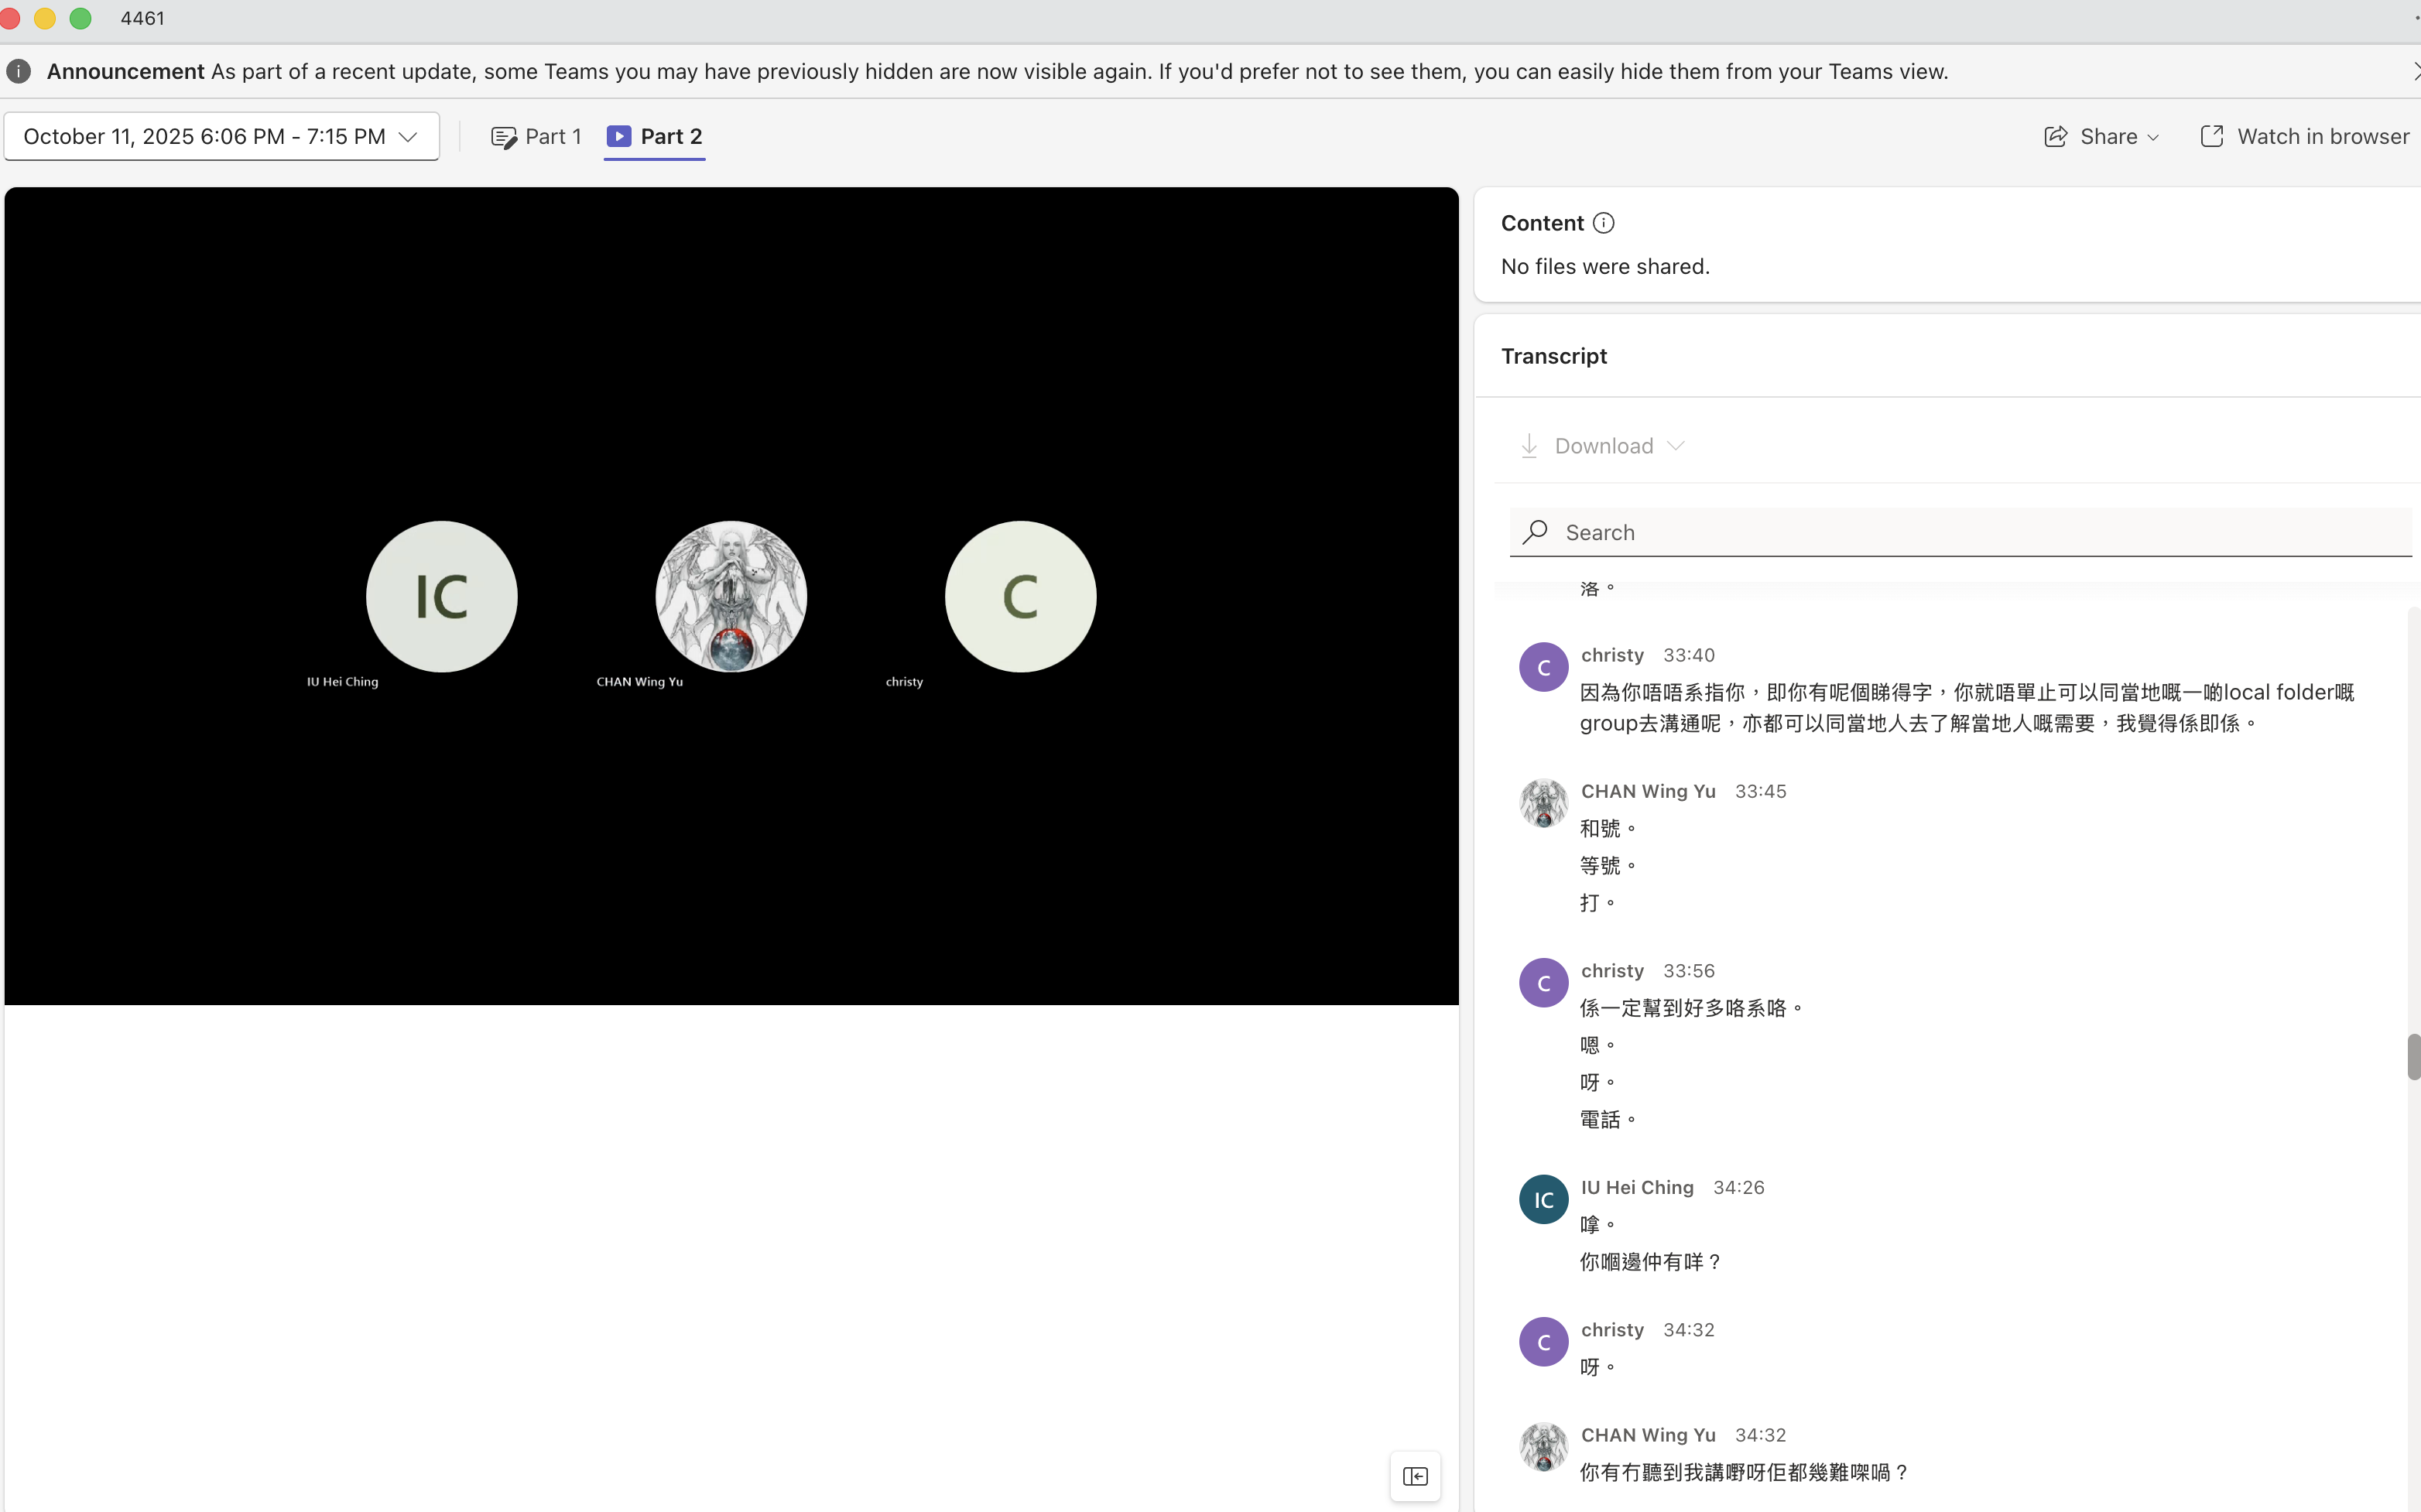 4461
Announcement As part of a recent update, some Teams you may have previously hidden are now visible again. If you'd prefer not to see them, you can easily hide them from your Teams view.
October 11, 2025 6:06 PM - 7:15 PM
Part 1
Part 2
Share
Watch in browser
IC
C
IU Hei Ching
CHAN Wing Yu
christy
Content
No files were shared.
Transcript
Download
Search
落。
C
christy 33:40
因為你唔唔系指你，即你有呢個睇得字，你就唔單止可以同當地嘅一啲local folder嘅
group去溝通呢，亦都可以同當地人去了解當地人嘅需要，我覺得係即係。
CHAN Wing Yu 33:45
和號。
等號。
打。
C
christy 33:56
係一定幫到好多咯系咯。
嗯。
呀。
電話。
IC
IU Hei Ching 34:26
嗱。
你嗰邊仲有咩？
C
christy 34:32
呀。
CHAN Wing Yu 34:32
你有冇聽到我講嘢呀佢都幾難㗎喎？